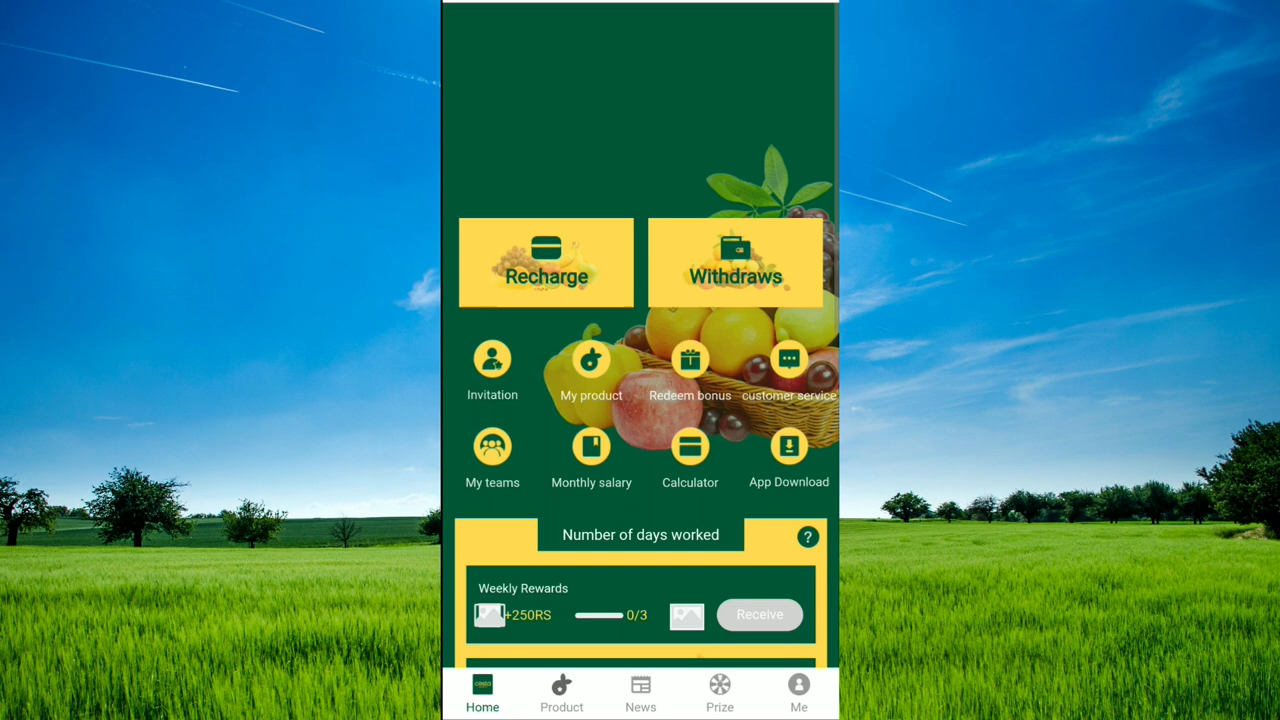 Recharge
Withdraws
Invitation
My product
Redeem bonus
customer service
My teams
Monthly salary
Calculator
App Download
Number of days worked
?
Weekly Rewards
+250RS
0/3
Receive
Home
Product
News
Prize
Me